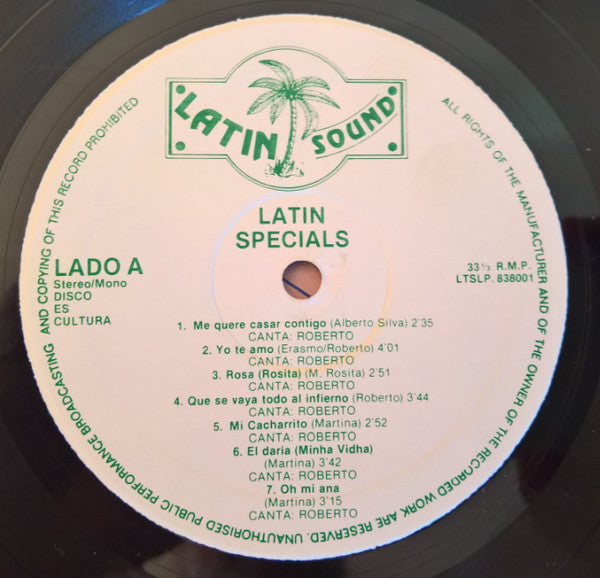 LATIN SOUND
LATIN
SPECIALS
LADO A
Stereo/Mono
DISCO
ES
CULTURA
33⅓ R.M.P.
LTSLP. 838001
1. Me quere casar contigo (Alberto Silva) 2'35
CANTA: ROBERTO
2. Yo te amo (Erasmo/Roberto) 4'01
CANTA: ROBERTO
3. Rosa (Rosita) (M. Rosita) 2'51
CANTA: ROBERTO
4. Que se vaya todo al infierno (Roberto) 3'44
CANTA: ROBERTO
5. Mi Cacharrito (Martina) 2'52
CANTA: ROBERTO
6. El daria (Minha Vidha)
(Martina) 3'42
CANTA: ROBERTO
7. Oh mi ana
(Martina) 3'15
CANTA: ROBERTO
ALL RIGHTS OF THE MANUFACTURER AND OF THE OWNER OF THE RECORDED WORK ARE RESERVED. UNAUTHORISED PUBLIC PERFORMANCE BROADCASTING AND COPYING OF THIS RECORD PROHIBITED